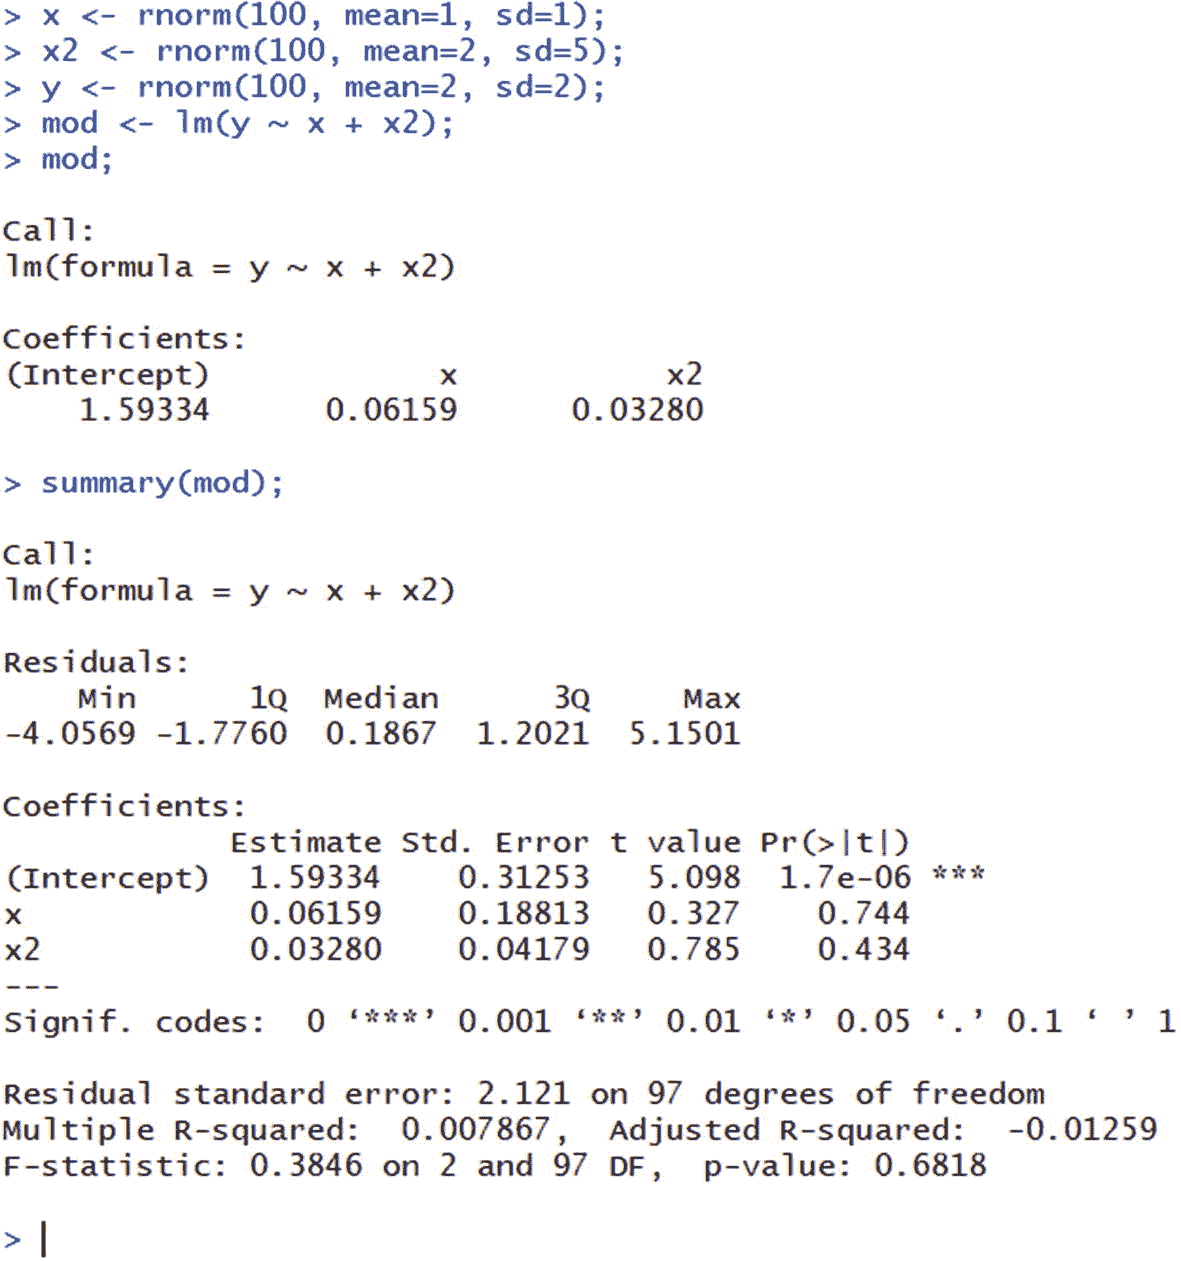 > x <- rnorm(100, mean=1, sd=1);
> x2 <- rnorm(100, mean=2, sd=5);
> y <- rnorm(100, mean=2, sd=2);
> mod <- lm(y ~ x + x2);
> mod;
Call:
lm(formula = y ~ x + x2)
Coefficients:
(Intercept)            x           x2
    1.59334      0.06159      0.03280
> summary(mod);
Call:
lm(formula = y ~ x + x2)
Residuals:
    Min      1Q  Median      3Q     Max
-4.0569 -1.7760  0.1867  1.2021  5.1501
Coefficients:
            Estimate Std. Error t value Pr(>|t|)
(Intercept)  1.59334    0.31253   5.098  1.7e-06 ***
x            0.06159    0.18813   0.327    0.744
x2           0.03280    0.04179   0.785    0.434
---
Signif. codes:  0 ‘***’ 0.001 ‘**’ 0.01 ‘*’ 0.05 ‘.’ 0.1 ‘ ’ 1
Residual standard error: 2.121 on 97 degrees of freedom
Multiple R-squared:  0.007867,  Adjusted R-squared:  -0.01259
F-statistic: 0.3846 on 2 and 97 DF,  p-value: 0.6818
>